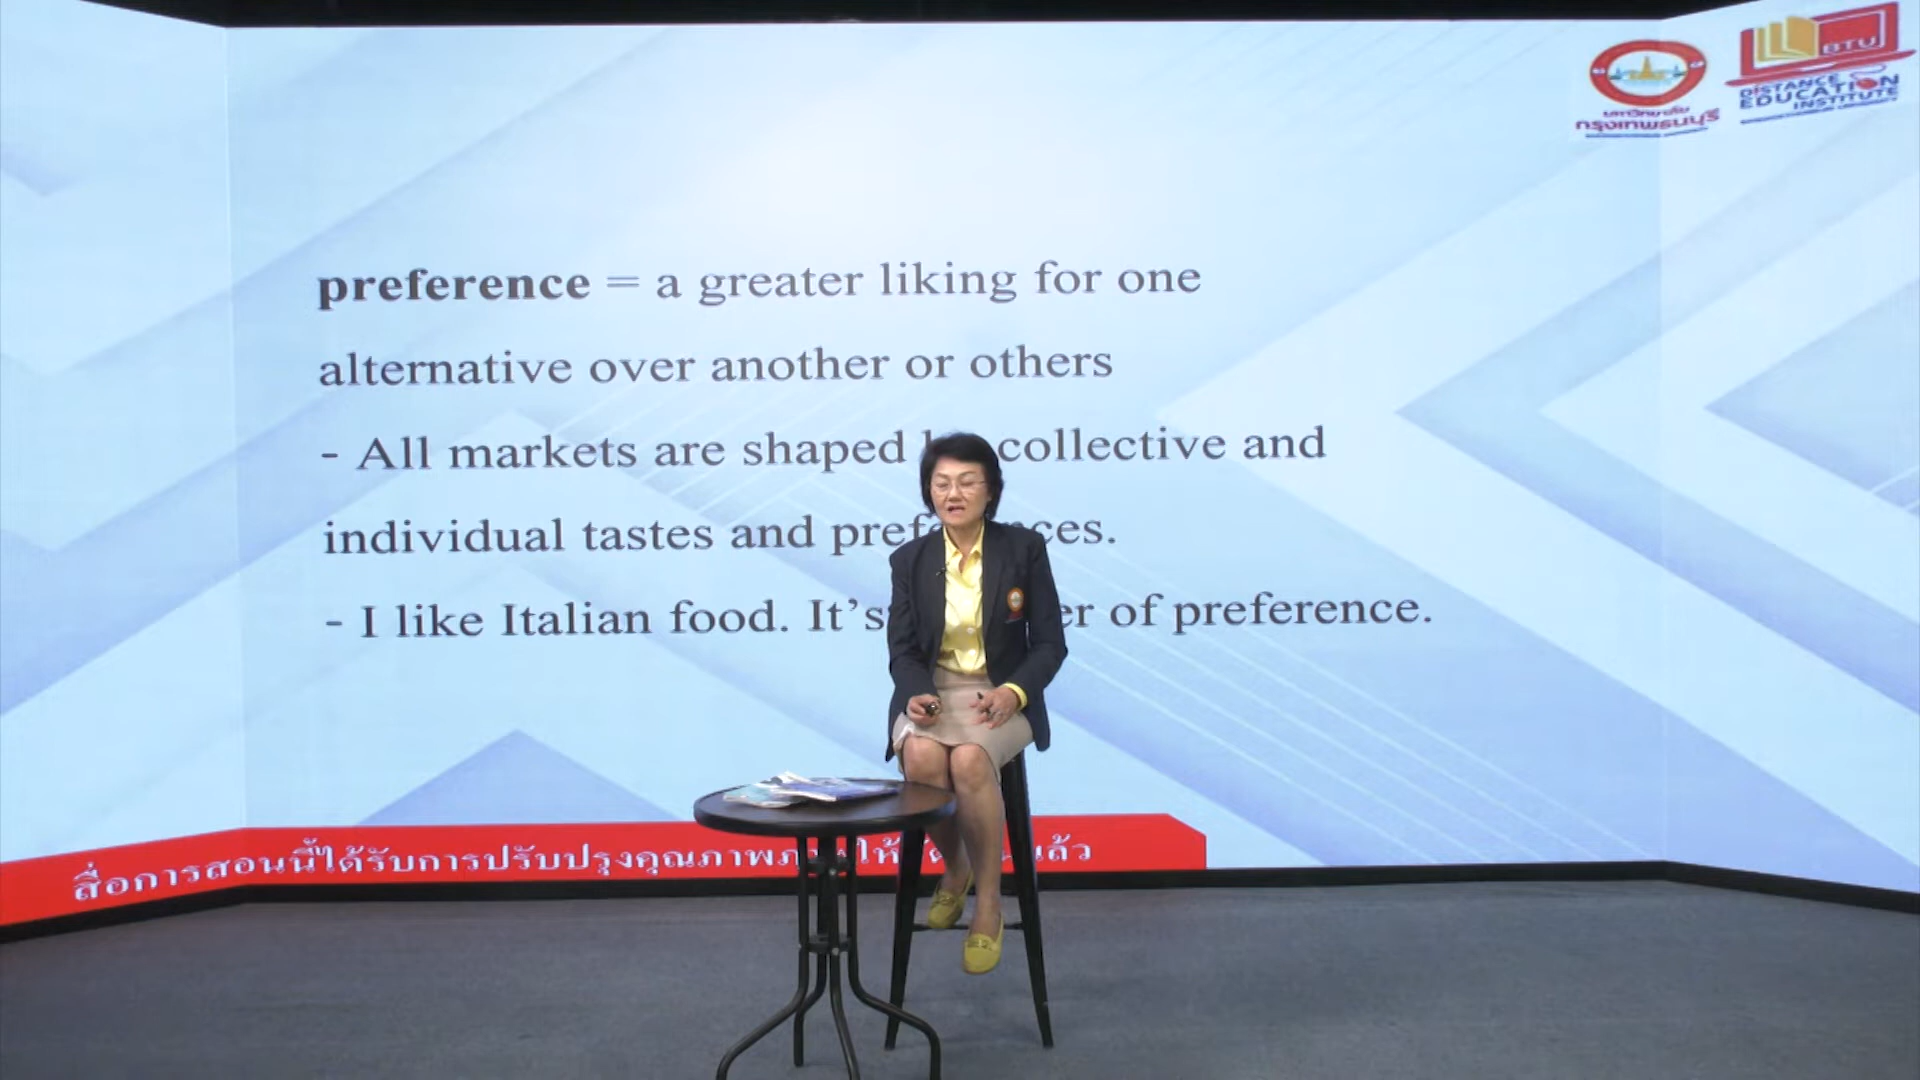 BTU
DISTANCE
EDUCATION
INSTITUTE
มหาวิทยาลัย
กรุงเทพธนบุรี
preference = a greater liking for one
alternative over another or others
- All markets are shaped collective and
individual tastes and
- I like Italian food. It's of preference.
สื่อการสอนนี้ได้รับการปรับปรุงคุณภาพ